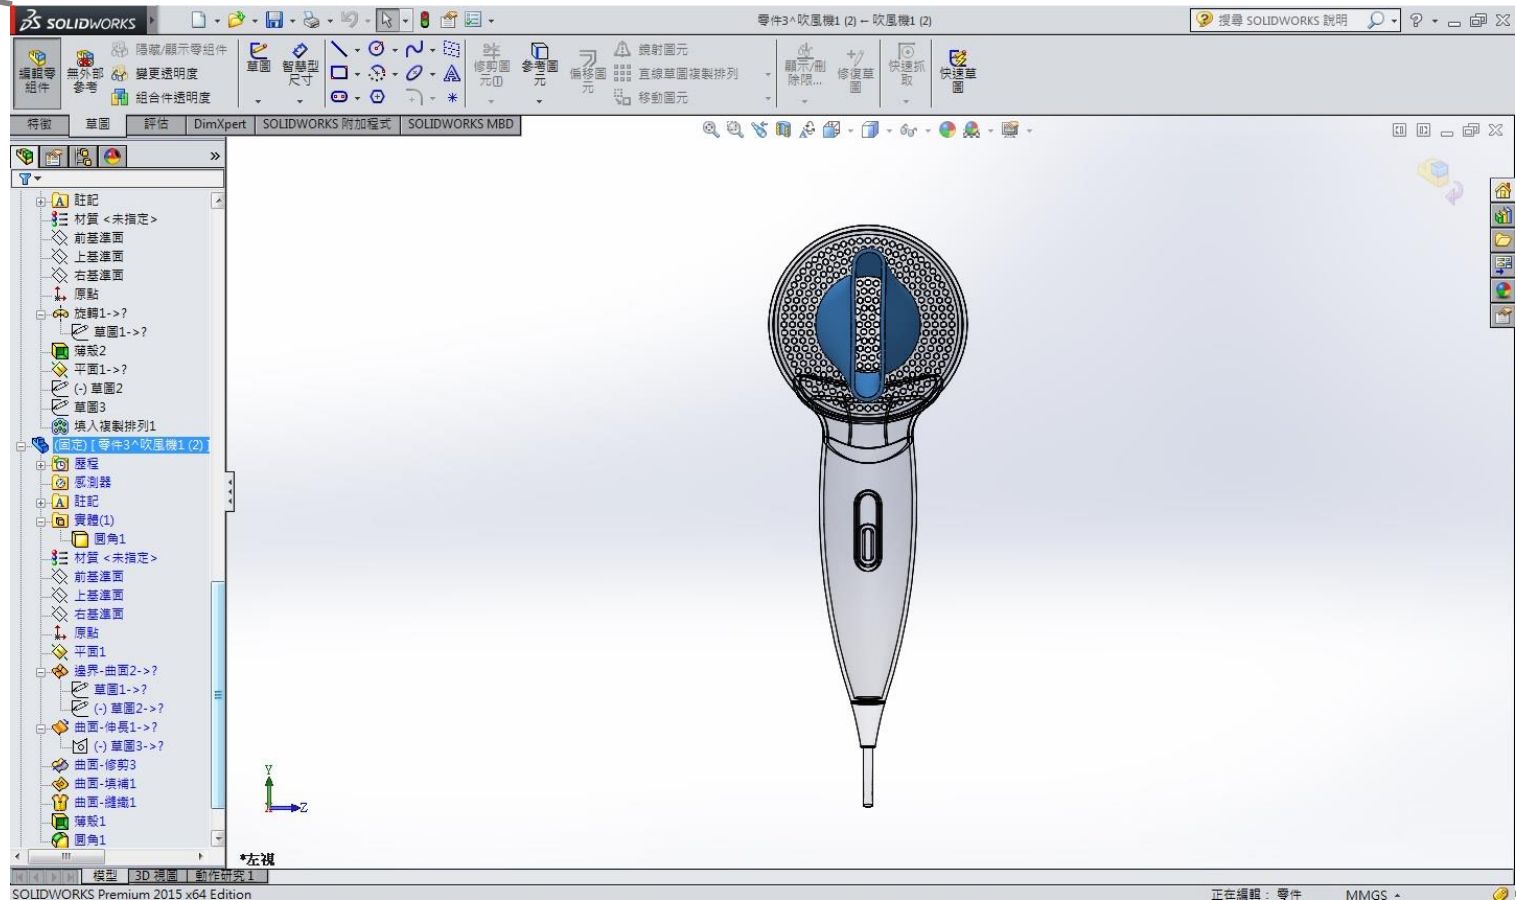 SOLIDWORKS
零件3^吹風機1 (2) -- 吹風機1 (2)
搜尋 SOLIDWORKS 說明
編輯零組件
無外部參考
隱藏/顯示零組件
變更透明度
組合件透明度
草圖
智慧型尺寸
修剪圖元(T)
參考圖元
偏移圖元
鏡射圖元
直線草圖複製排列
移動圖元
顯示/刪除限...
修復草圖
快速抓取
快速草圖
特徵
草圖
評估
DimXpert
SOLIDWORKS 附加程式
SOLIDWORKS MBD
註記
材質 <未指定>
前基準面
上基準面
右基準面
原點
旋轉1->?
草圖1->?
薄殼2
平面1->?
(-) 草圖2
草圖3
填入複製排列1
(固定) [ 零件3^吹風機1 (2) ]
歷程
感測器
註記
實體(1)
圓角1
材質 <未指定>
前基準面
上基準面
右基準面
原點
平面1
邊界-曲面2->?
草圖1->?
(-) 草圖2->?
曲面-伸長1->?
(-) 草圖3->?
曲面-修剪3
曲面-填補1
曲面-縫織1
薄殼1
圓角1
Y
Z
*左視
模型
3D 視圖
動作研究 1
SOLIDWORKS Premium 2015 x64 Edition
正在編輯： 零件
MMGS